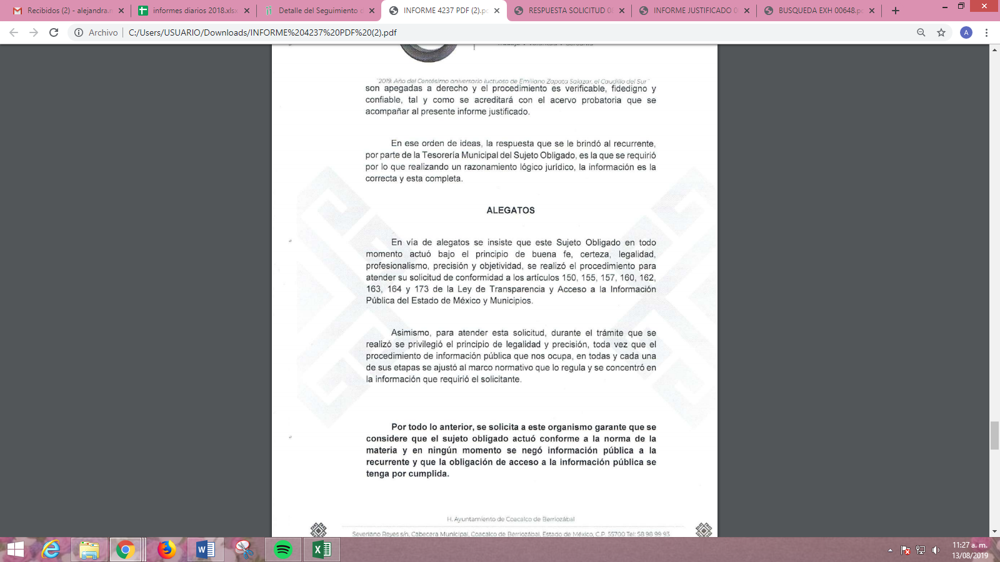 Recibidos (2) - alejandra.r
informes diarios 2018.xlsx
Detalle del Seguimiento d
INFORME 4237 PDF (2).pd
RESPUESTA SOLICITUD 0
INFORME JUSTIFICADO 0
BUSQUEDA EXH 00648.pd
Archivo | C:/Users/USUARIO/Downloads/INFORME%204237%20PDF%20(2).pdf
A
"2019. Año del Centésimo aniversario luctuoso de Emiliano Zapata Salazar, el Caudillo del Sur"
son apegadas a derecho y el procedimiento es verificable, fidedigno y
confiable, tal y como se acreditará con el acervo probatoria que se
acompañar al presente informe justificado.
En ese orden de ideas, la respuesta que se le brindó al recurrente,
por parte de la Tesorería Municipal del Sujeto Obligado, es la que se requirió
por lo que realizando un razonamiento lógico jurídico, la información es la
correcta y esta completa.
ALEGATOS
En vía de alegatos se insiste que este Sujeto Obligado en todo
momento actuó bajo el principio de buena fe, certeza, legalidad,
profesionalismo, precisión y objetividad, se realizó el procedimiento para
atender su solicitud de conformidad a los artículos 150, 155, 157, 160, 162,
163, 164 y 173 de la Ley de Transparencia y Acceso a la Información
Pública del Estado de México y Municipios.
Asimismo, para atender esta solicitud, durante el trámite que se
realizó se privilegió el principio de legalidad y precisión, toda vez que el
procedimiento de información pública que nos ocupa, en todas y cada una
de sus etapas se ajustó al marco normativo que lo regula y se concentró en
la información que requirió el solicitante.
Por todo lo anterior, se solicita a este organismo garante que se
considere que el sujeto obligado actuó conforme a la norma de la
materia y en ningún momento se negó información pública a la
recurrente y que la obligación de acceso a la información pública se
tenga por cumplida.
H. Ayuntamiento de Coacalco de Berriozábal
Severiano Reyes s/n, Cabecera Municipal, Coacalco de Berriozábal, Estado de México, C.P. 55700 Tel: 58 98 99 93
11:27 a. m.
13/08/2019